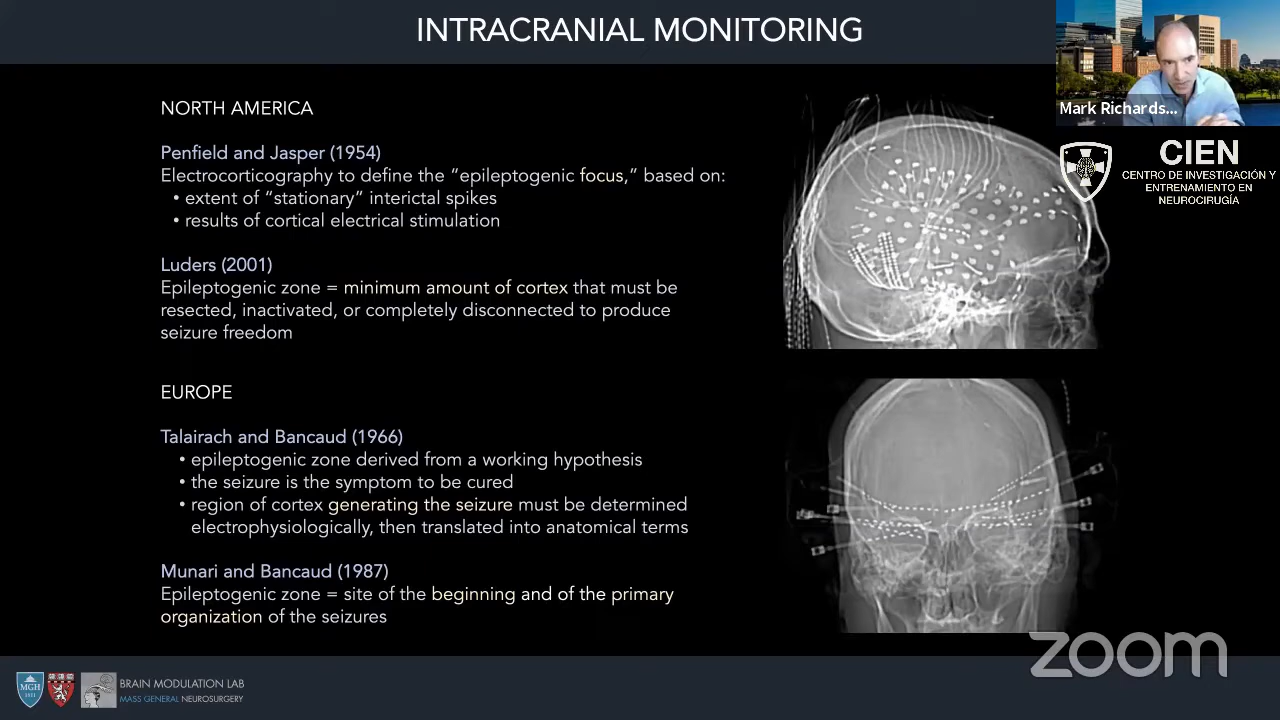 INTRACRANIAL MONITORING
Mark Richards...
CIEN
CENTRO DE INVESTIGACIÓN Y
ENTRENAMIENTO EN
NEUROCIRUGÍA
NORTH AMERICA
Penfield and Jasper (1954)
Electrocorticography to define the “epileptogenic focus,” based on:
• extent of “stationary” interictal spikes
• results of cortical electrical stimulation
Luders (2001)
Epileptogenic zone = minimum amount of cortex that must be
resected, inactivated, or completely disconnected to produce
seizure freedom
EUROPE
Talairach and Bancaud (1966)
• epileptogenic zone derived from a working hypothesis
• the seizure is the symptom to be cured
• region of cortex generating the seizure must be determined
electrophysiologically, then translated into anatomical terms
Munari and Bancaud (1987)
Epileptogenic zone = site of the beginning and of the primary
organization of the seizures
zoom
MGH
1811
BRAIN MODULATION LAB
MASS GENERAL NEUROSURGERY